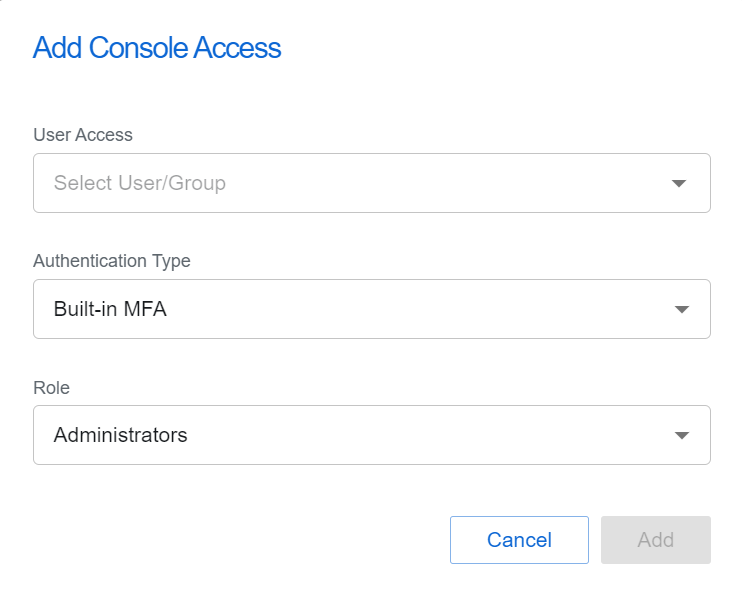 Add Console Access
User Access
Select User/Group
Authentication Type
Built-in MFA
Role
Administrators
Cancel Add